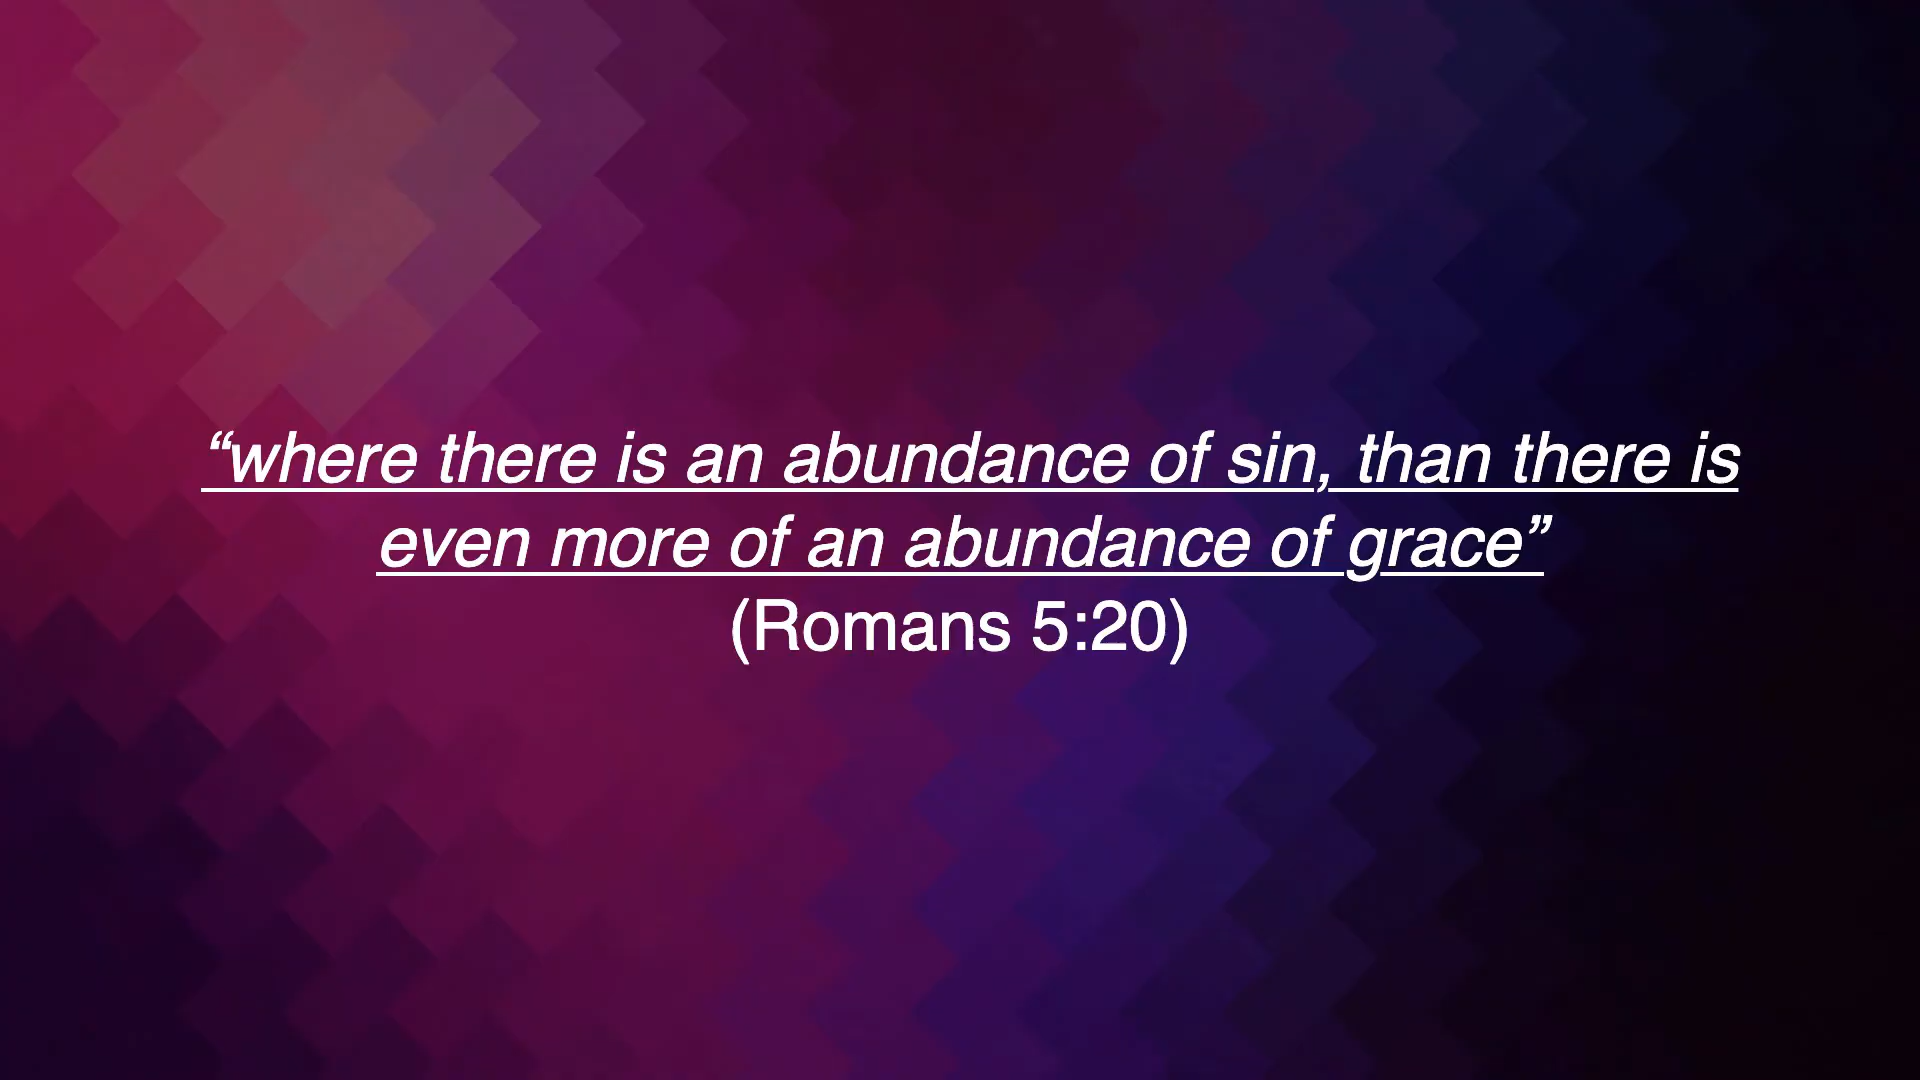 “where there is an abundance of sin, than there is
even more of an abundance of grace”
(Romans 5:20)